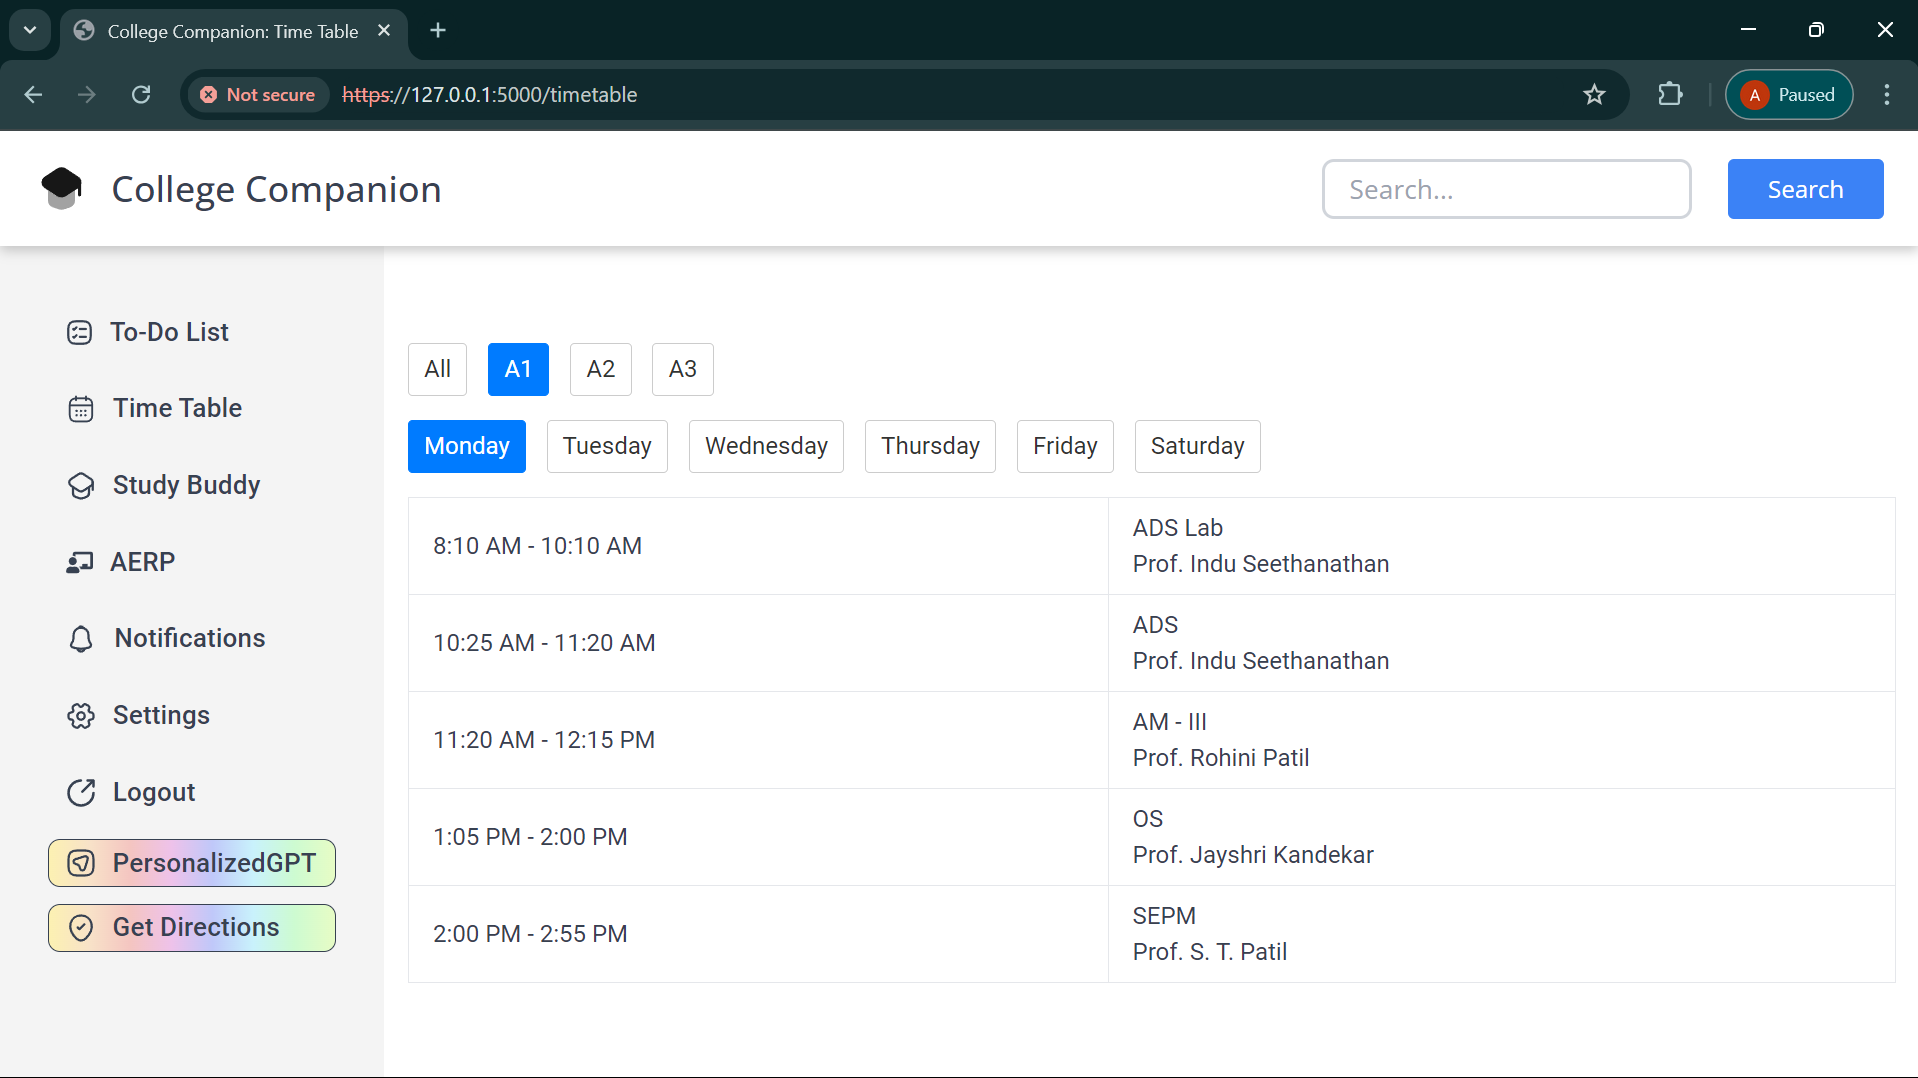 College Companion: Time Table
Not secure https://127.0.0.1:5000/timetable
A Paused
College Companion
Search...
Search
To-Do List
Time Table
Study Buddy
AERP
Notifications
Settings
Logout
PersonalizedGPT
Get Directions
All A1 A2 A3
Monday Tuesday Wednesday Thursday Friday Saturday
8:10 AM - 10:10 AM
ADS Lab
Prof. Indu Seethanathan
10:25 AM - 11:20 AM
ADS
Prof. Indu Seethanathan
11:20 AM - 12:15 PM
AM - III
Prof. Rohini Patil
1:05 PM - 2:00 PM
OS
Prof. Jayshri Kandekar
2:00 PM - 2:55 PM
SEPM
Prof. S. T. Patil